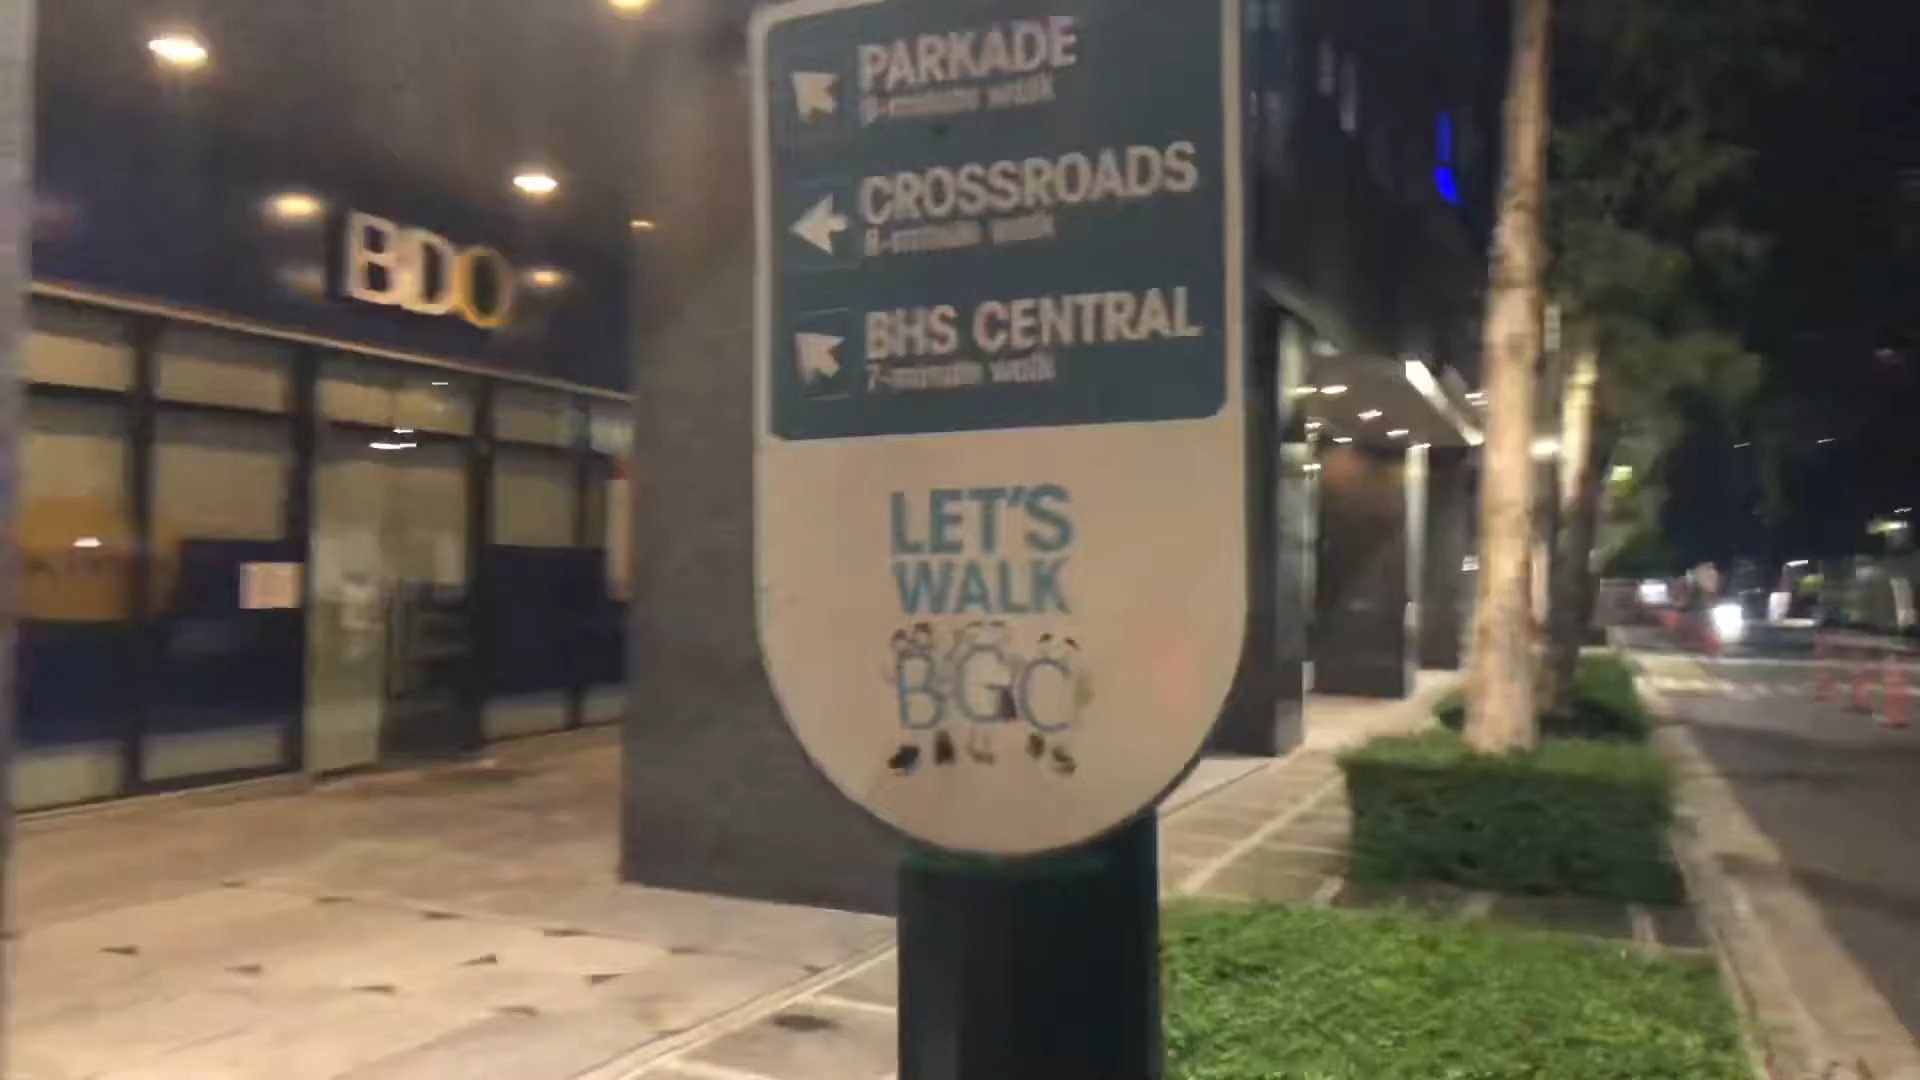 PARKADE
CROSSROADS
BHS CENTRAL
7-minute walk
LET'S
WALK
BGC
BDO